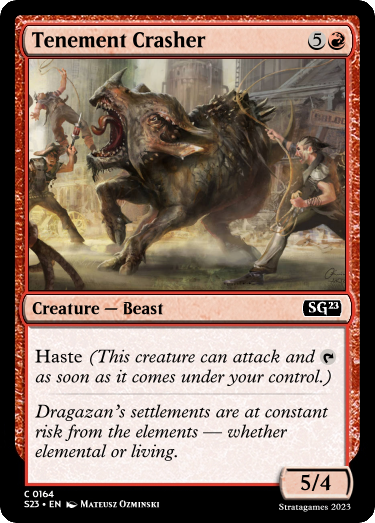 Tenement Crasher 5
Creature — Beast SG23
Haste (This creature can attack and
as soon as it comes under your control.)
Dragazan's settlements are at constant
risk from the elements — whether
elemental or living.
5/4
C 0164
S23 • EN Mateusz Ozminski
Stratagames 2023